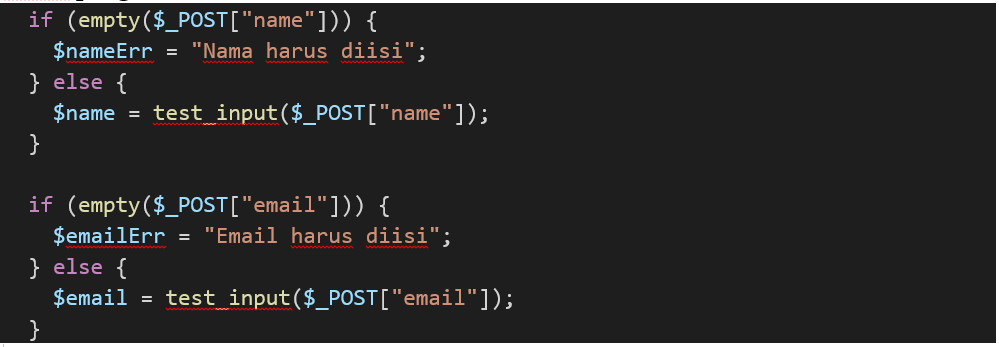 if (empty($_POST["name"])) {
$nameErr = "Nama harus diisi";
} else {
$name = test_input($_POST["name"]);
}
if (empty($_POST["email"])) {
$emailErr = "Email harus diisi";
} else {
$email = test_input($_POST["email"]);
}